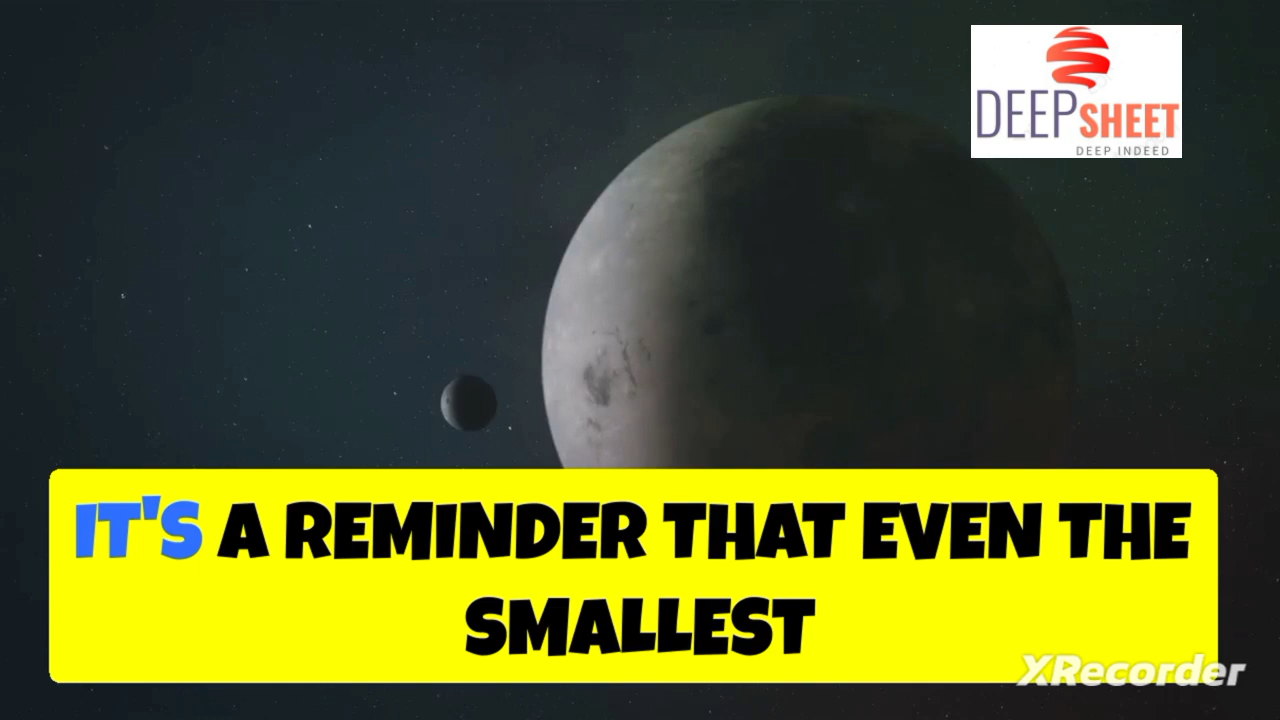 DEEPSHEET
DEEP INDEED
IT'S A REMINDER THAT EVEN THE
SMALLEST
XRecorder